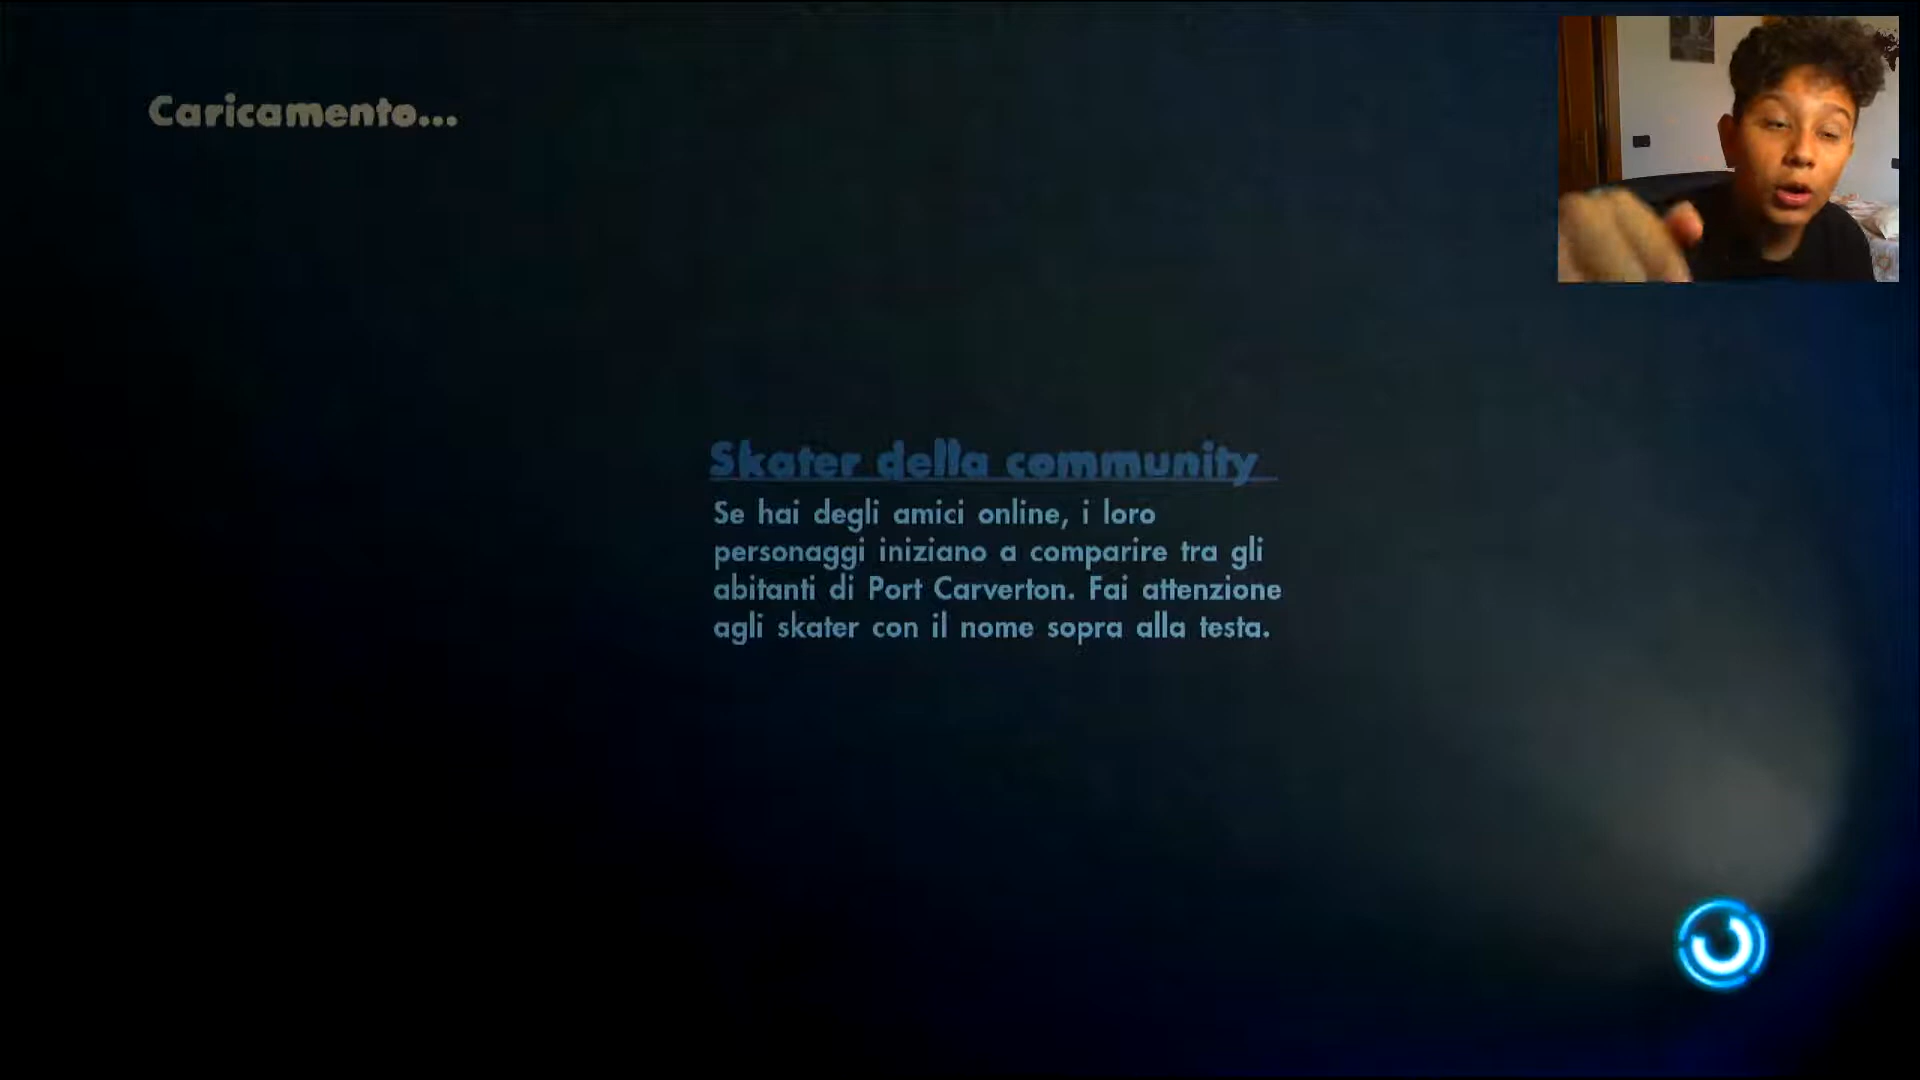 Caricamento...
Skater della community
Se hai degli amici online, i loro
personaggi iniziano a comparire tra gli
abitanti di Port Carverton. Fai attenzione
agli skater con il nome sopra alla testa.